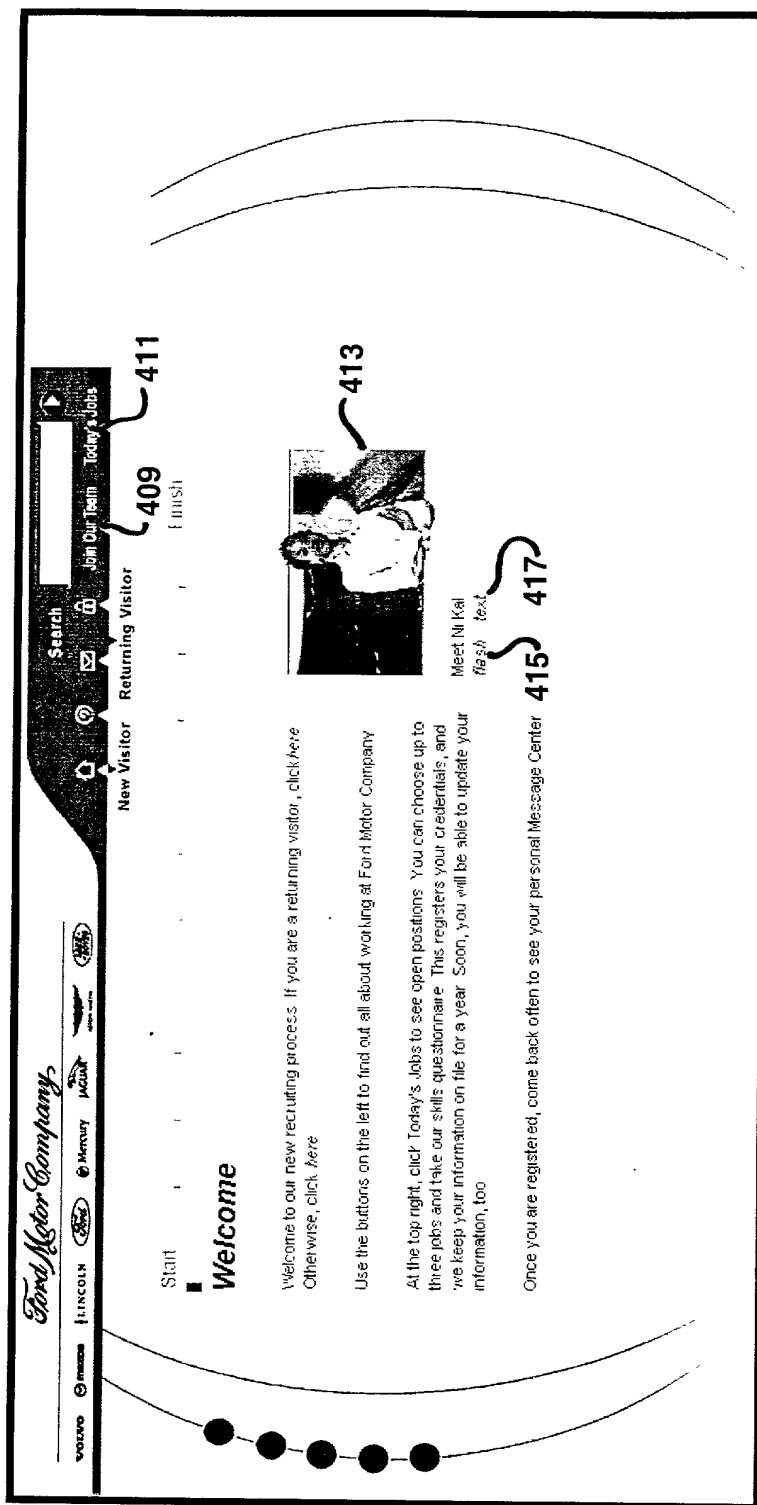 Ford Motor Company
VOLVO mazda LINCOLN Ford Mercury JAGUAR
Search
Join Our Team Today's Jobs
409
411
New Visitor Returning Visitor
Start
Finish
Welcome
Welcome to our new recruiting process. If you are a returning visitor, click here
Otherwise, click here
Use the buttons on the left to find out all about working at Ford Motor Company
At the top right, click Today's Jobs to see open positions. You can choose up to
three jobs and take our skills questionnaire. This registers your credentials, and
we keep your information on file for a year. Soon, you will be able to update your
information, too
Once you are registered, come back often to see your personal Message Center
413
Meet Ni Kal
flash text
415
417